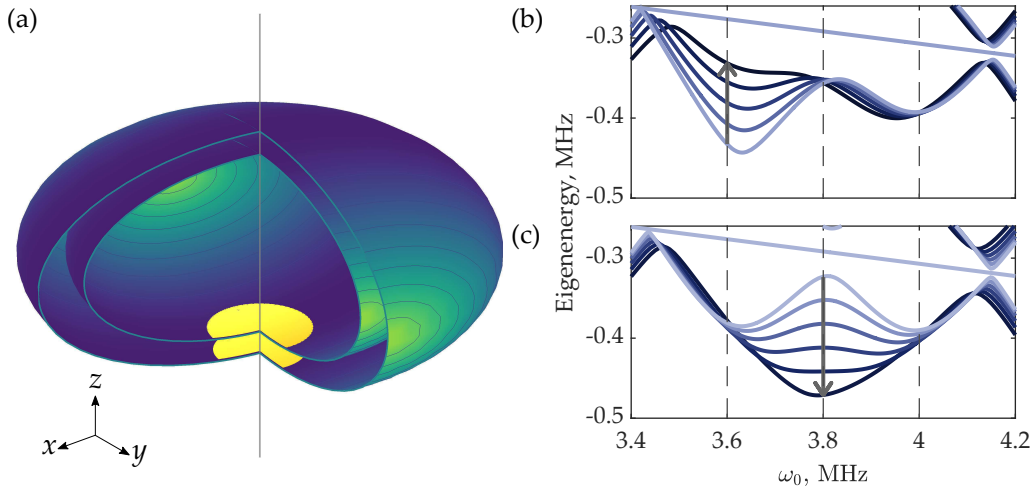 (a)
z
x
y
(b)
-0.3
-0.4
-0.5
(c)
-0.3
-0.4
-0.5
Eigenenergy, MHz
3.4 3.6 3.8 4 4.2
ω₀, MHz